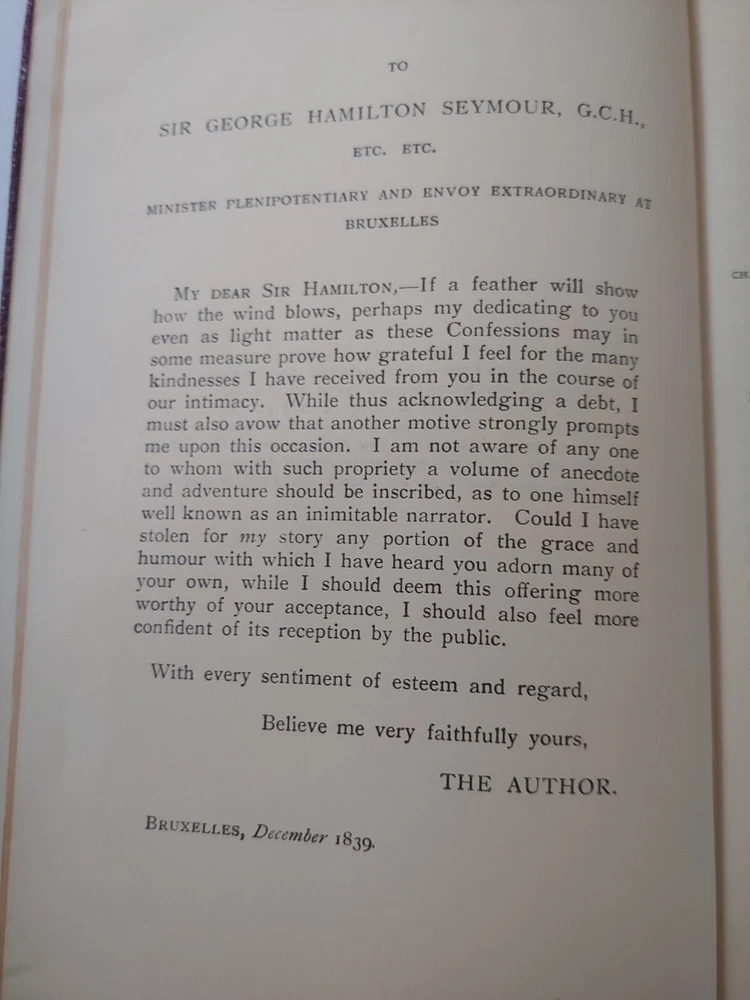 TO
SIR GEORGE HAMILTON SEYMOUR, G.C.H.,
ETC. ETC.
MINISTER PLENIPOTENTIARY AND ENVOY EXTRAORDINARY AT
BRUXELLES
MY DEAR SIR HAMILTON,—If a feather will show
how the wind blows, perhaps my dedicating to you
even as light matter as these Confessions may in
some measure prove how grateful I feel for the many
kindnesses I have received from you in the course of
our intimacy. While thus acknowledging a debt, I
must also avow that another motive strongly prompts
me upon this occasion. I am not aware of any one
to whom with such propriety a volume of anecdote
and adventure should be inscribed, as to one himself
well known as an inimitable narrator. Could I have
stolen for my story any portion of the grace and
humour with which I have heard you adorn many of
your own, while I should deem this offering more
worthy of your acceptance, I should also feel more
confident of its reception by the public.
With every sentiment of esteem and regard,
Believe me very faithfully yours,
THE AUTHOR.
BRUXELLES, December 1839.